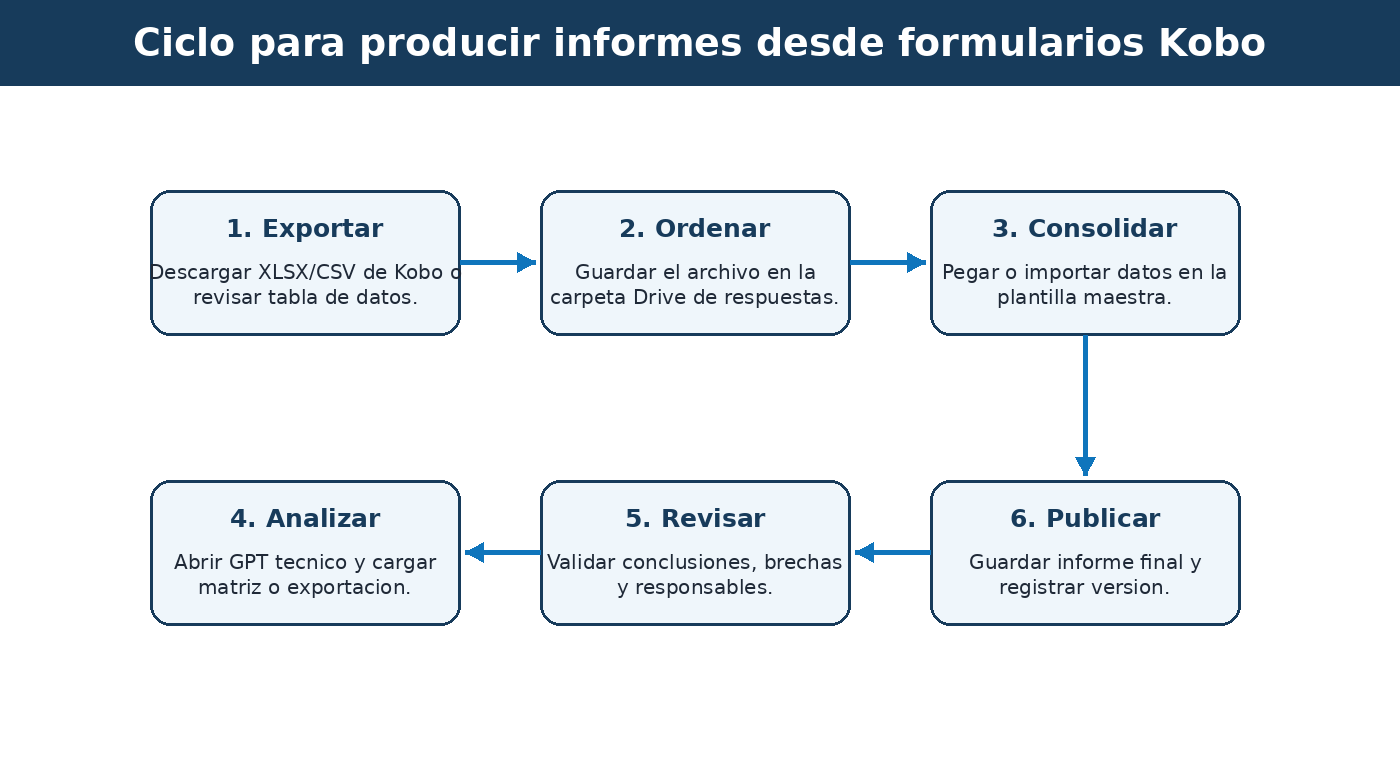 Ciclo para producir informes desde formularios Kobo
1. Exportar
Descargar XLSX/CSV de Kobo o
revisar tabla de datos.
2. Ordenar
Guardar el archivo en la
carpeta Drive de respuestas.
3. Consolidar
Pegar o importar datos en la
plantilla maestra.
4. Analizar
Abrir GPT tecnico y cargar
matriz o exportacion.
5. Revisar
Validar conclusiones, brechas
y responsables.
6. Publicar
Guardar informe final y
registrar version.